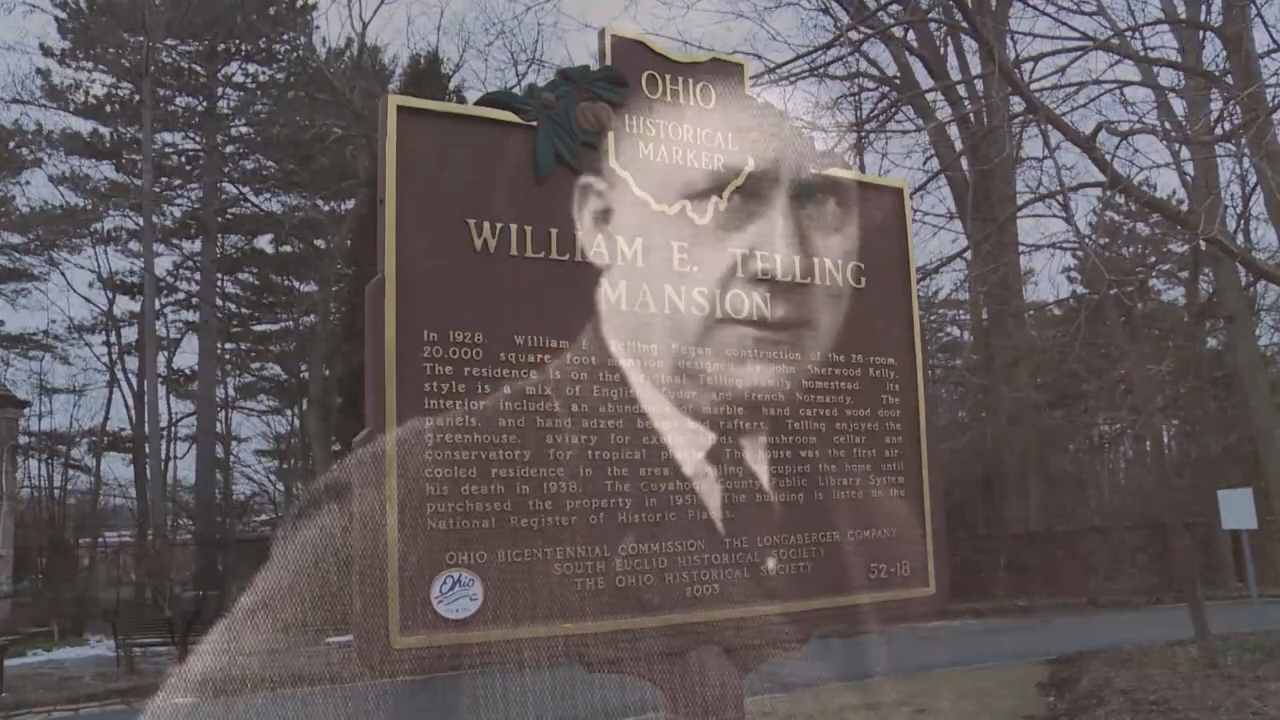 OHIO
HISTORICAL
MARKER
WILLIAM E. TELLING
MANSION
In 1928, William E. Telling began construction of the 26-room,
20,000 square foot mansion designed by John Sherwood Kelly.
The residence is on the original Telling family homestead. Its
style is a mix of English Tudor and French Normandy. The
interior includes an abundance of marble, hand carved wood door
panels, and hand adzed beams and rafters. Telling enjoyed the
greenhouse, aviary for exotic birds, mushroom cellar, and
conservatory for tropical plants. The house was the first air-
cooled residence in the area. Telling occupied the home until
his death in 1938. The Cuyahoga County Public Library System
purchased the property in 1951. The building is listed on the
National Register of Historic Places.
OHIO BICENTENNIAL COMMISSION THE LONGABERGER COMPANY
SOUTH EUCLID HISTORICAL SOCIETY
THE OHIO HISTORICAL SOCIETY
2003
52-18
Ohio